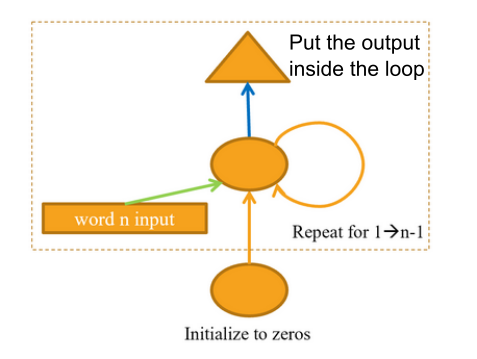 Put the output
inside the loop
word n input
Repeat for 1→n-1
Initialize to zeros